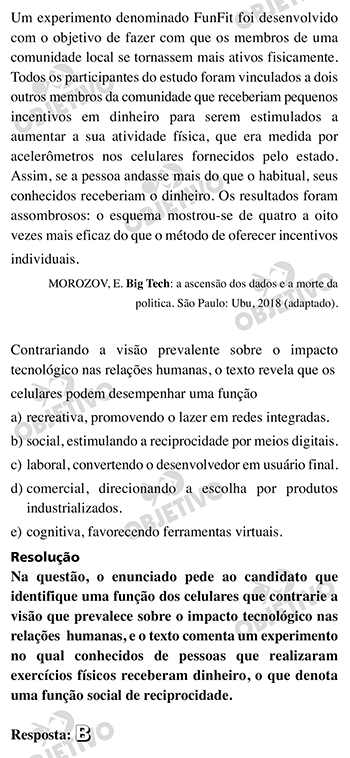 Um experimento denominado FunFit foi desenvolvido
com o objetivo de fazer com que os membros de uma
comunidade local se tornassem mais ativos fisicamente.
Todos os participantes do estudo foram vinculados a dois
outros membros da comunidade que receberiam pequenos
incentivos em dinheiro para serem estimulados a
aumentar a sua atividade física, que era medida por
acelerômetros nos celulares fornecidos pelo estado.
Assim, se a pessoa andasse mais do que o habitual, seus
conhecidos receberiam o dinheiro. Os resultados foram
assombrosos: o esquema mostrou-se de quatro a oito
vezes mais eficaz do que o método de oferecer incentivos
individuais.
MOROZOV, E. Big Tech: a ascensão dos dados e a morte da
politica. São Paulo: Ubu, 2018 (adaptado).
Contrariando a visão prevalente sobre o impacto
tecnológico nas relações humanas, o texto revela que os
celulares podem desempenhar uma função
a) recreativa, promovendo o lazer em redes integradas.
b) social, estimulando a reciprocidade por meios digitais.
c) laboral, convertendo o desenvolvedor em usuário final.
d) comercial, direcionando a escolha por produtos
industrializados.
e) cognitiva, favorecendo ferramentas virtuais.
Resolução
Na questão, o enunciado pede ao candidato que
identifique uma função dos celulares que contrarie a
visão que prevalece sobre o impacto tecnológico nas
relações humanas, e o texto comenta um experimento
no qual conhecidos de pessoas que realizaram
exercícios físicos receberam dinheiro, o que denota
uma função social de reciprocidade.
Resposta: B
OBJETIVO
OBJETIVO
OBJETIVO
OBJETIVO
OBJETIVO
OBJETIVO
OBJETIVO
OBJETIVO
OBJETIVO